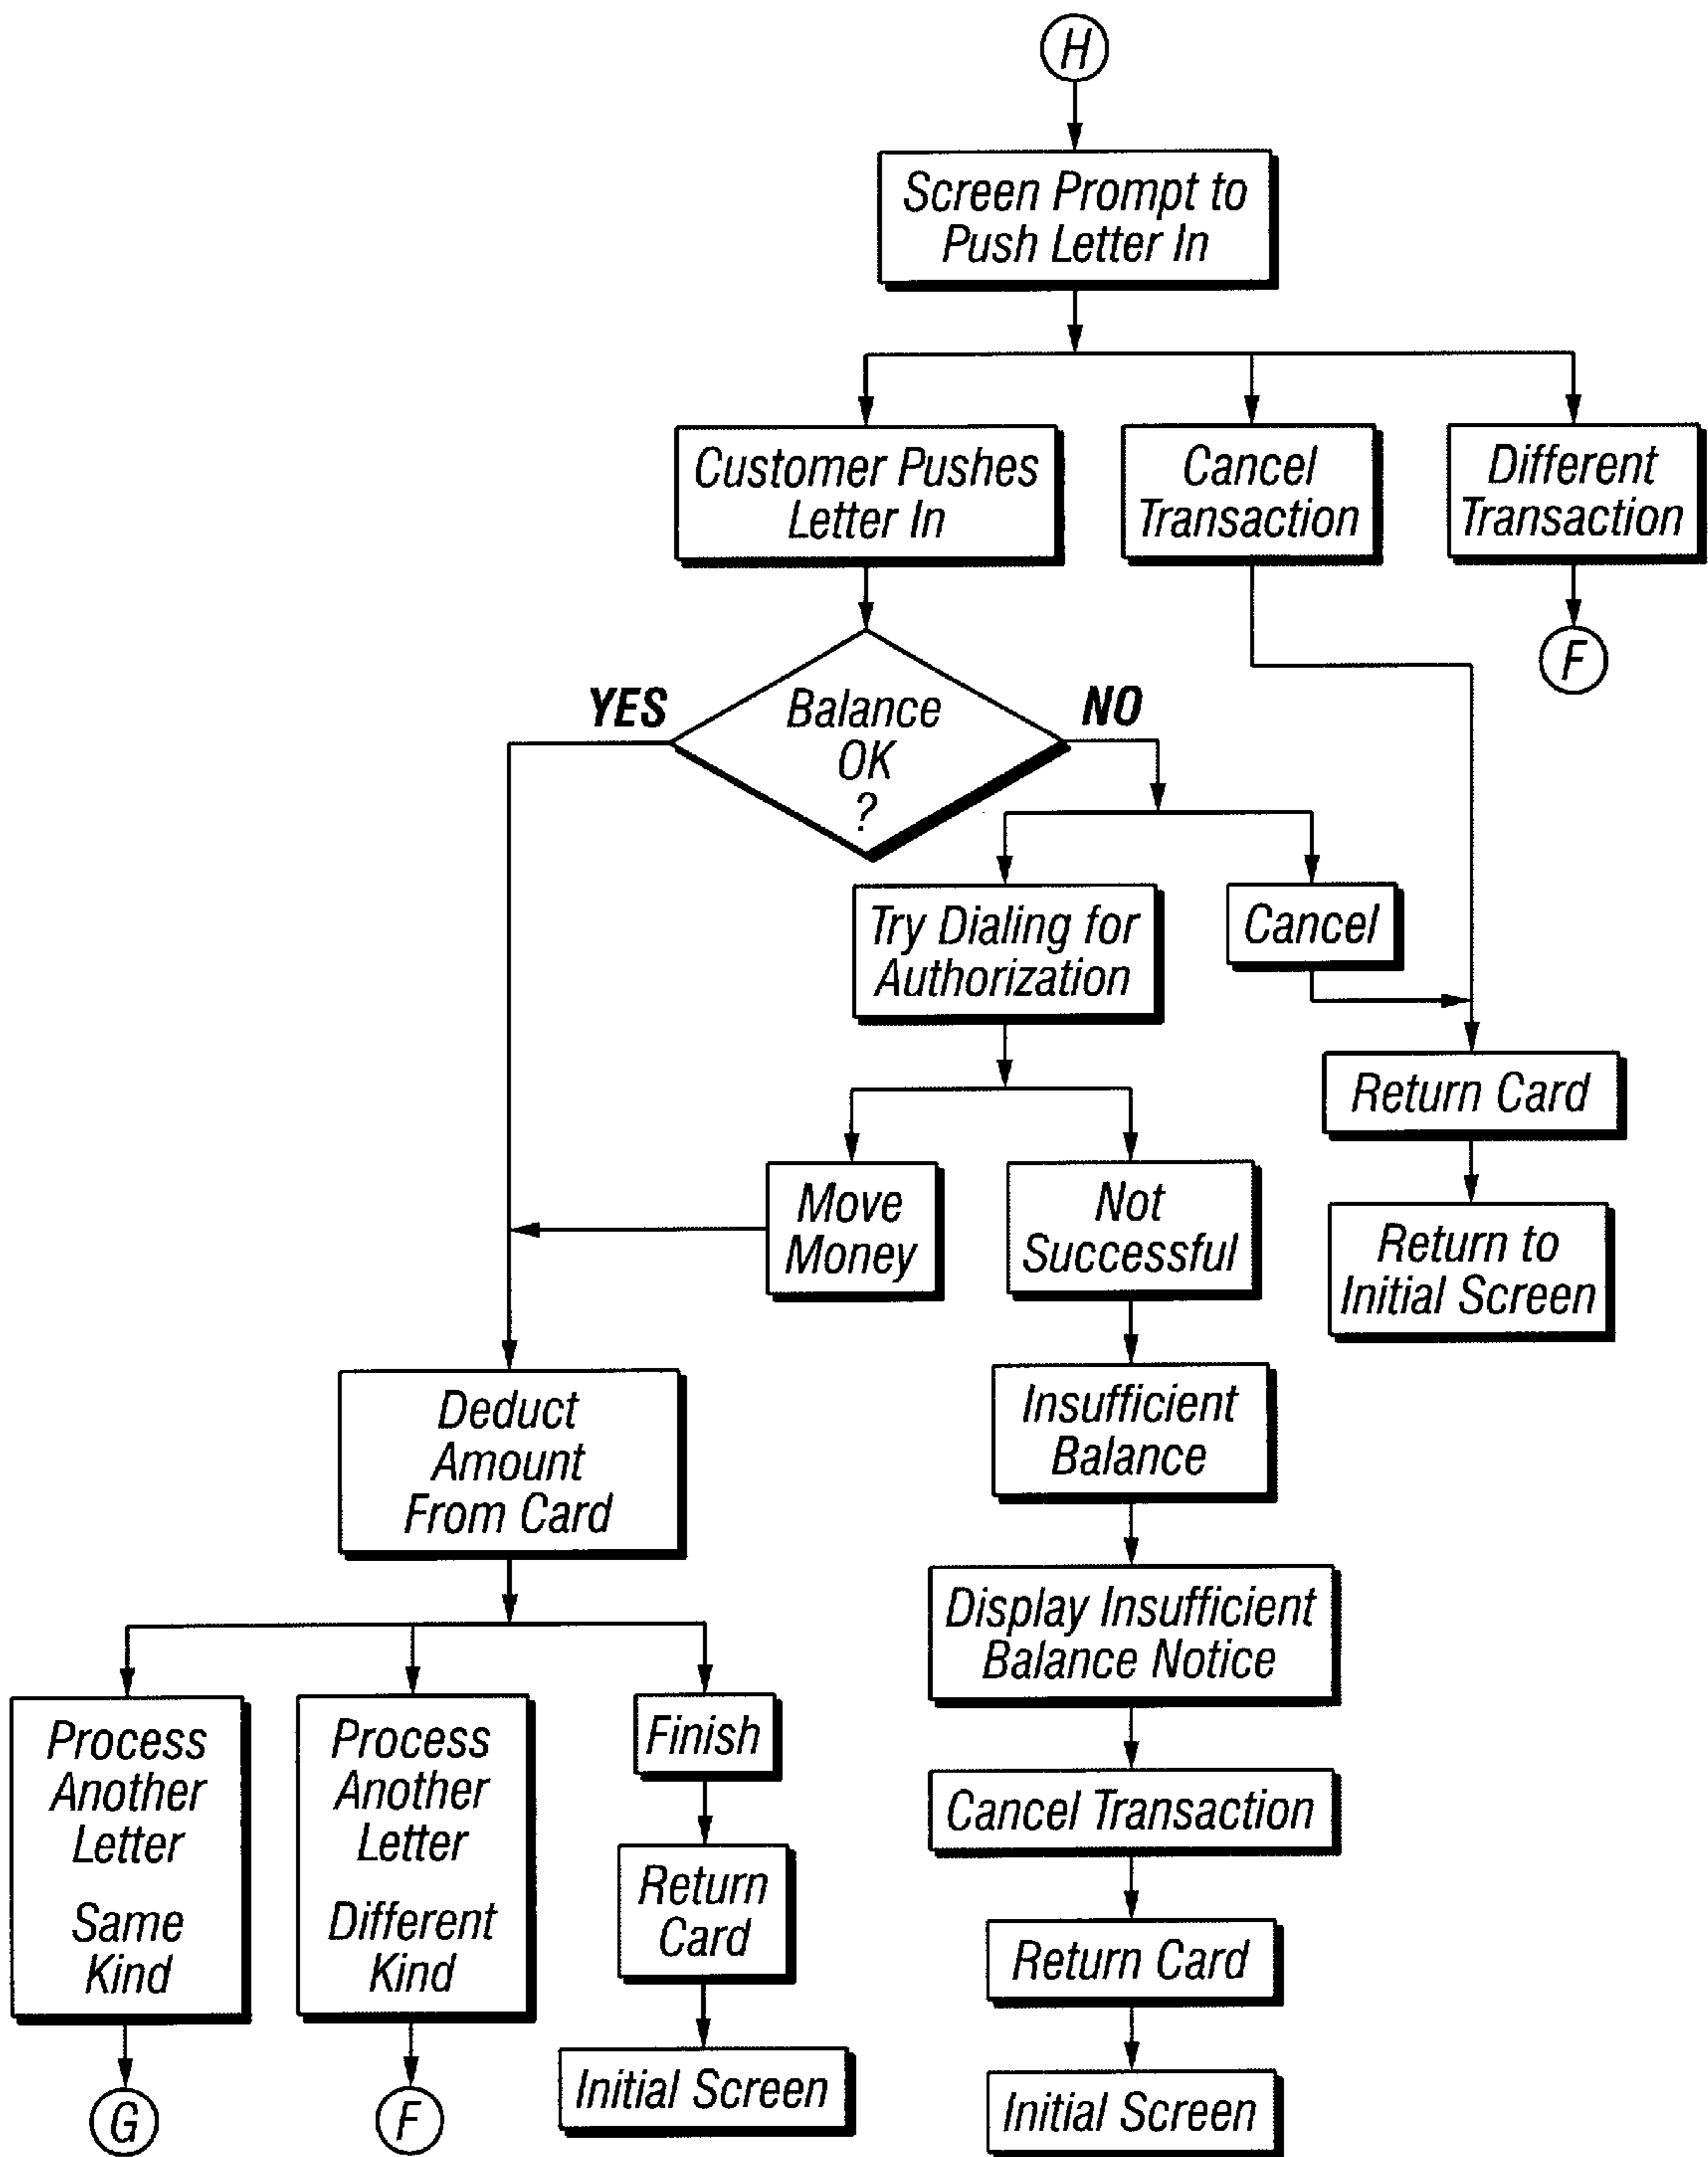 H
Screen Prompt to
Push Letter In
Customer Pushes
Letter In
Cancel
Transaction
Different
Transaction
F
YES
Balance
OK
?
NO
Try Dialing for
Authorization
Cancel
Return Card
Move
Money
Not
Successful
Return to
Initial Screen
Deduct
Amount
From Card
Insufficient
Balance
Display Insufficient
Balance Notice
Process
Another
Letter
Same
Kind
Process
Another
Letter
Different
Kind
Finish
Return
Card
Initial Screen
Cancel Transaction
Return Card
Initial Screen
G
F